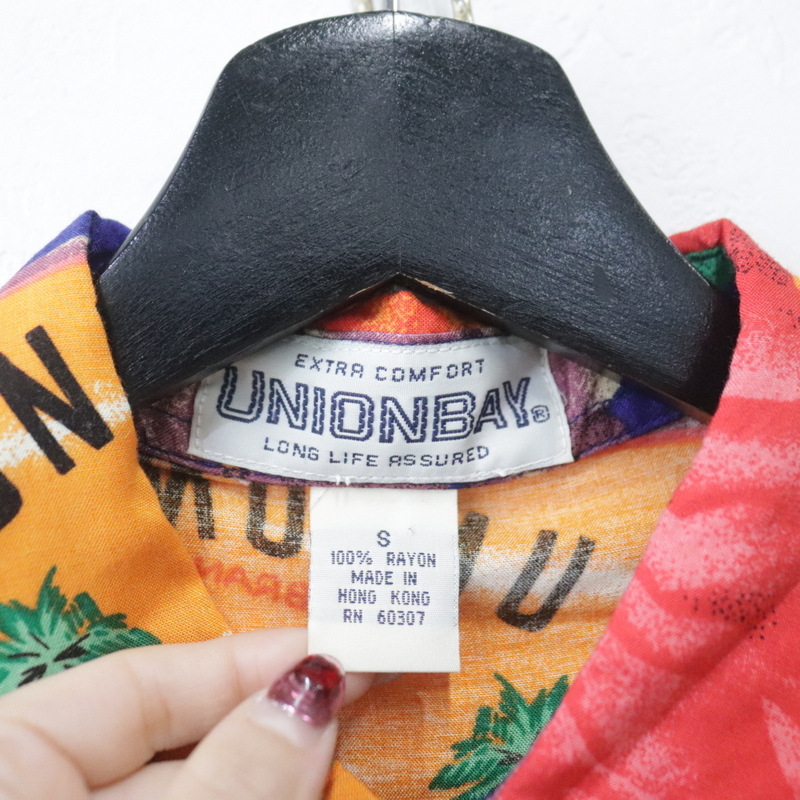 EXTRA COMFORT
UNIONBAY®
LONG LIFE ASSURED
S
100% RAYON
MADE IN
HONG KONG
RN 60307